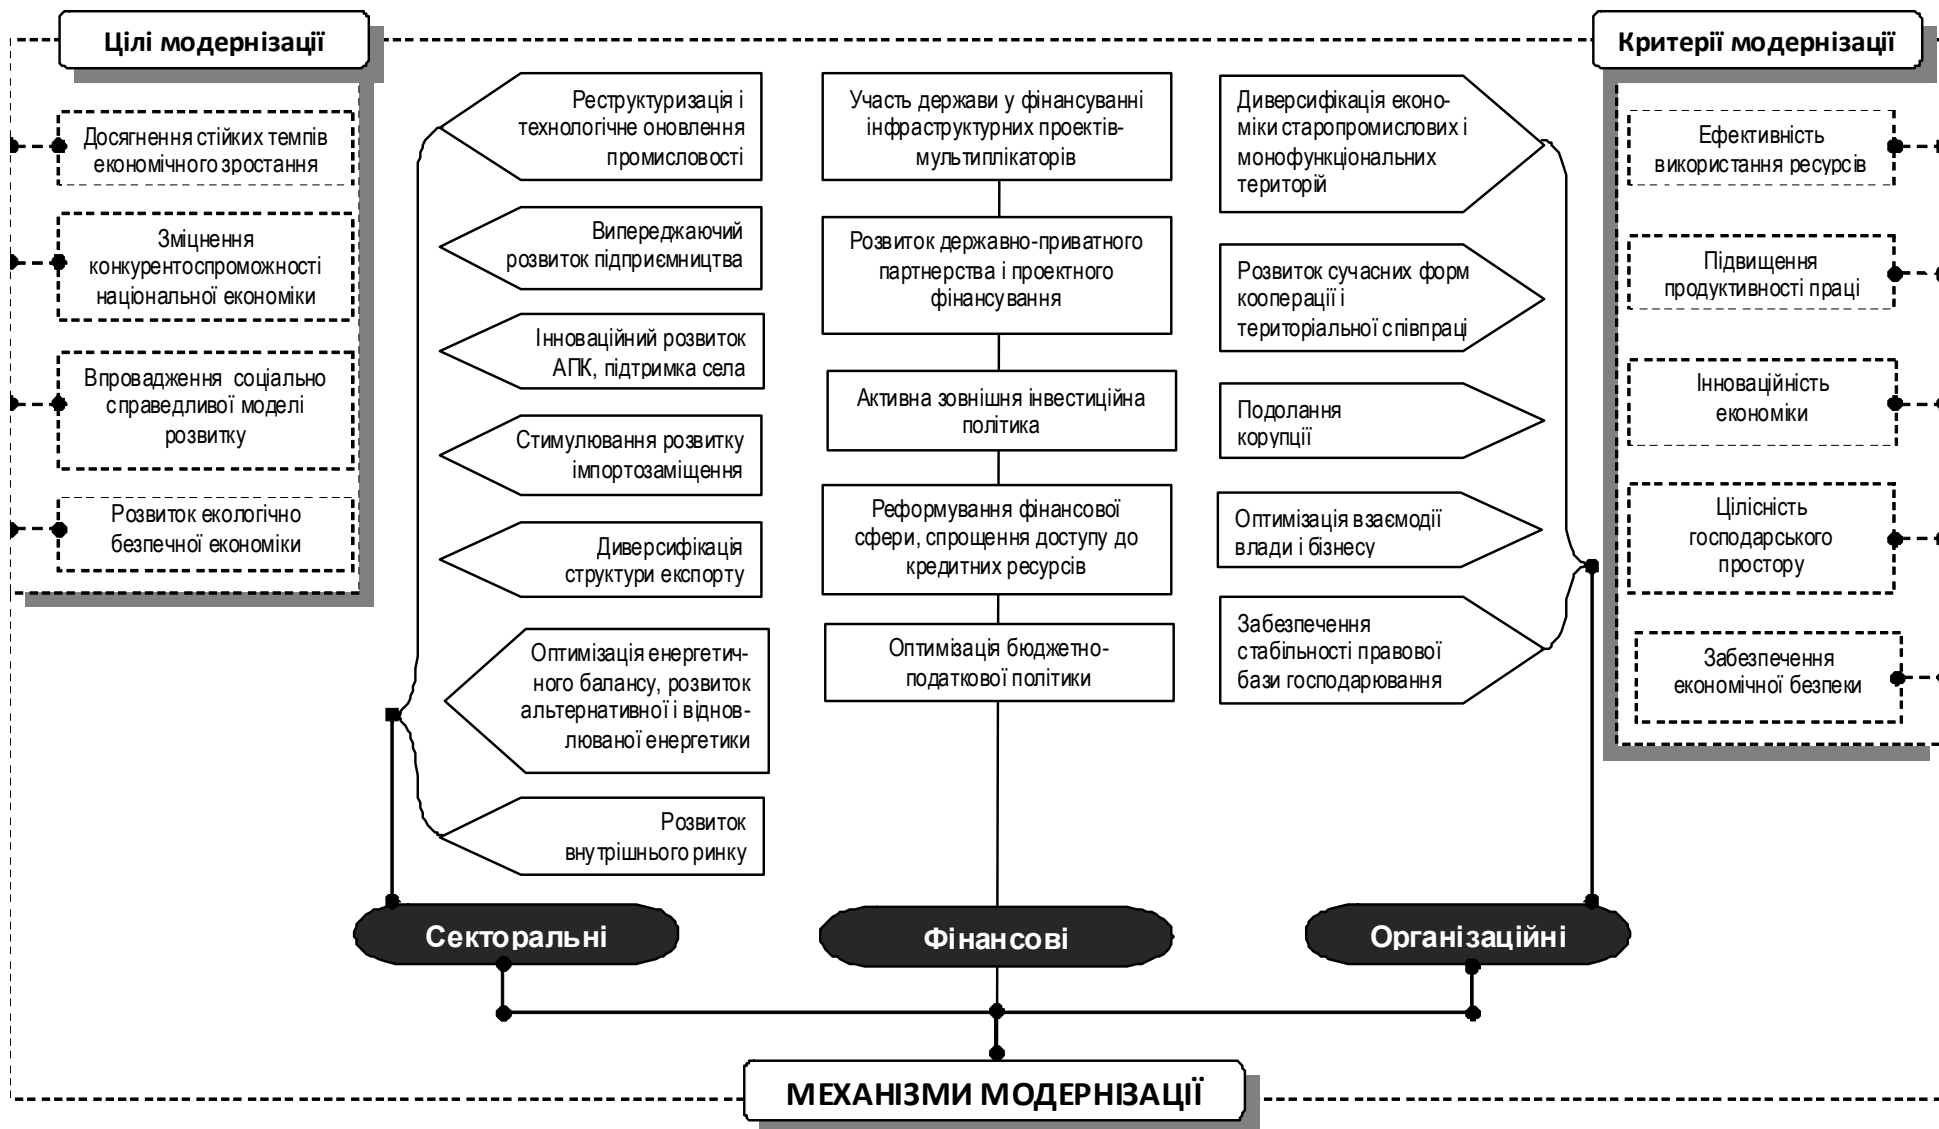 Цілі модернізації
Досягнення стійких темпів
економічного зростання
Зміцнення
конкурентоспроможності
національної економіки
Впровадження соціально
справедливої моделі
розвитку
Розвиток екологічно
безпечної економіки
Реструктуризація і
технологічне оновлення
промисловості
Випереджаючий
розвиток підприємництва
Інноваційний розвиток
АПК, підтримка села
Стимулювання розвитку
імпортозаміщення
Диверсифікація
структури експорту
Оптимізація енергетич-
ного балансу, розвиток
альтернативної і віднов-
люваної енергетики
Розвиток
внутрішнього ринку
Секторальні
Участь держави у фінансуванні
інфраструктурних проектів-
мультиплікаторів
Розвиток державно-приватного
партнерства і проектного
фінансування
Активна зовнішня інвестиційна
політика
Реформування фінансової
сфери, спрощення доступу до
кредитних ресурсів
Оптимізація бюджетно-
податкової політики
Фінансові
Диверсифікація еконо-
міки старопромислових і
монофункціональних
територій
Розвиток сучасних форм
кооперації і
територіальної співпраці
Подолання
корупції
Оптимізація взаємодії
влади і бізнесу
Забезпечення
стабільності правової
бази господарювання
Організаційні
Критерії модернізації
Ефективність
використання ресурсів
Підвищення
продуктивності праці
Інноваційність
економіки
Цілісність
господарського
простору
Забезпечення
економічної безпеки
МЕХАНІЗМИ МОДЕРНІЗАЦІЇ